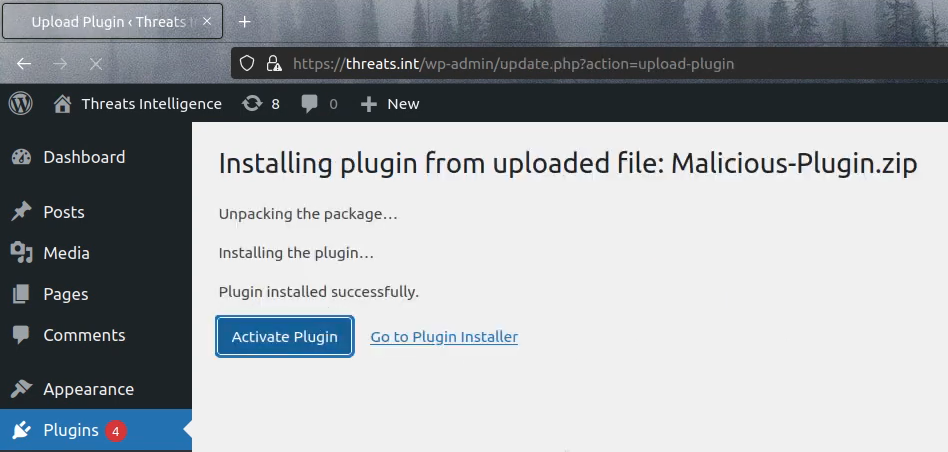 Upload Plugin ‹ Threats
https://threats.int/wp-admin/update.php?action=upload-plugin
Threats Intelligence 8 0 New
Dashboard
Posts
Media
Pages
Comments
Appearance
Plugins 4
Installing plugin from uploaded file: Malicious-Plugin.zip
Unpacking the package…
Installing the plugin…
Plugin installed successfully.
Activate Plugin Go to Plugin Installer